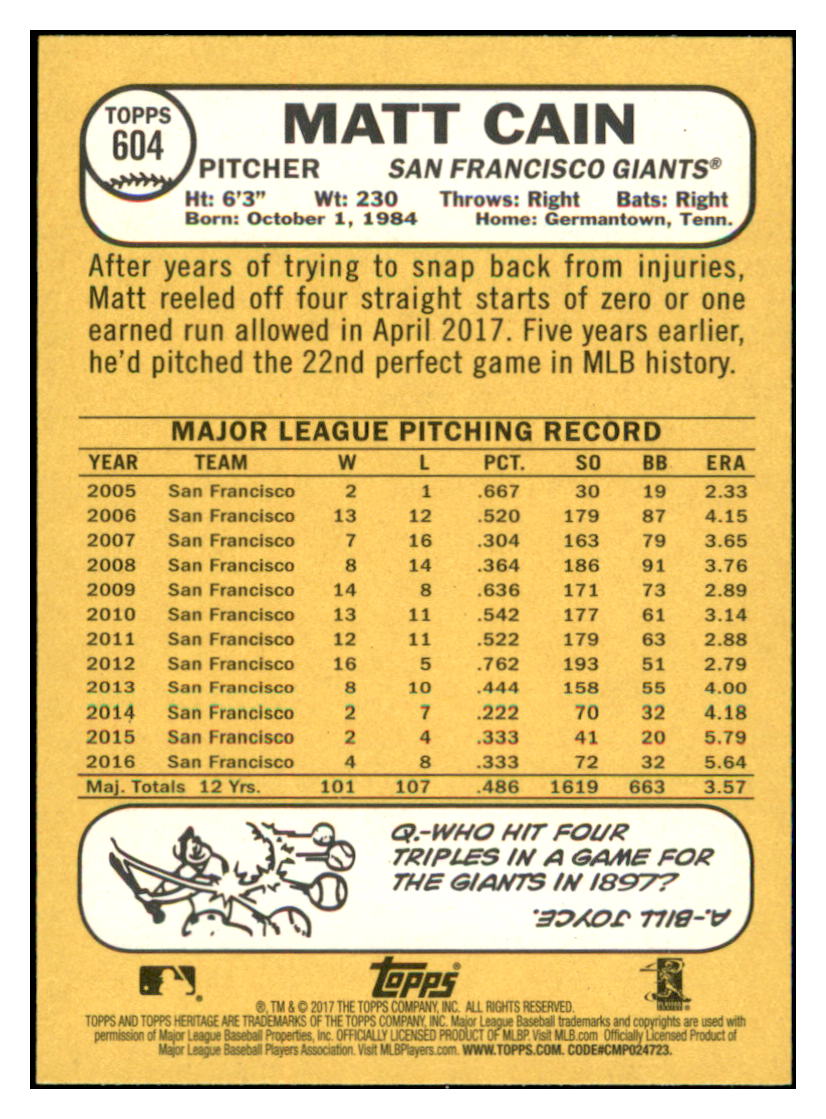 TOPPS
604
MATT CAIN
PITCHER SAN FRANCISCO GIANTS®
Ht: 6'3" Wt: 230 Throws: Right Bats: Right
Born: October 1, 1984 Home: Germantown, Tenn.
After years of trying to snap back from injuries,
Matt reeled off four straight starts of zero or one
earned run allowed in April 2017. Five years earlier,
he'd pitched the 22nd perfect game in MLB history.
MAJOR LEAGUE PITCHING RECORD
YEAR TEAM W L PCT. SO BB ERA
2005 San Francisco 2 1 .667 30 19 2.33
2006 San Francisco 13 12 .520 179 87 4.15
2007 San Francisco 7 16 .304 163 79 3.65
2008 San Francisco 8 14 .364 186 91 3.76
2009 San Francisco 14 8 .636 171 73 2.89
2010 San Francisco 13 11 .542 177 61 3.14
2011 San Francisco 12 11 .522 179 63 2.88
2012 San Francisco 16 5 .762 193 51 2.79
2013 San Francisco 8 10 .444 158 55 4.00
2014 San Francisco 2 7 .222 70 32 4.18
2015 San Francisco 2 4 .333 41 20 5.79
2016 San Francisco 4 8 .333 72 32 5.64
Maj. Totals 12 Yrs. 101 107 .486 1619 663 3.57
Q.-WHO HIT FOUR
TRIPLES IN A GAME FOR
THE GIANTS IN 1897?
A.-BILL JOYCE.
topps
®, TM & © 2017 THE TOPPS COMPANY, INC. ALL RIGHTS RESERVED.
TOPPS AND TOPPS HERITAGE ARE TRADEMARKS OF THE TOPPS COMPANY, INC. Major League Baseball trademarks and copyrights are used with
permission of Major League Baseball Properties, Inc. OFFICIALLY LICENSED PRODUCT OF MLBP. Visit MLB.com Officially Licensed Product of
Major League Baseball Players Association. Visit MLBPlayers.com. WWW.TOPPS.COM. CODE#CMP024723.